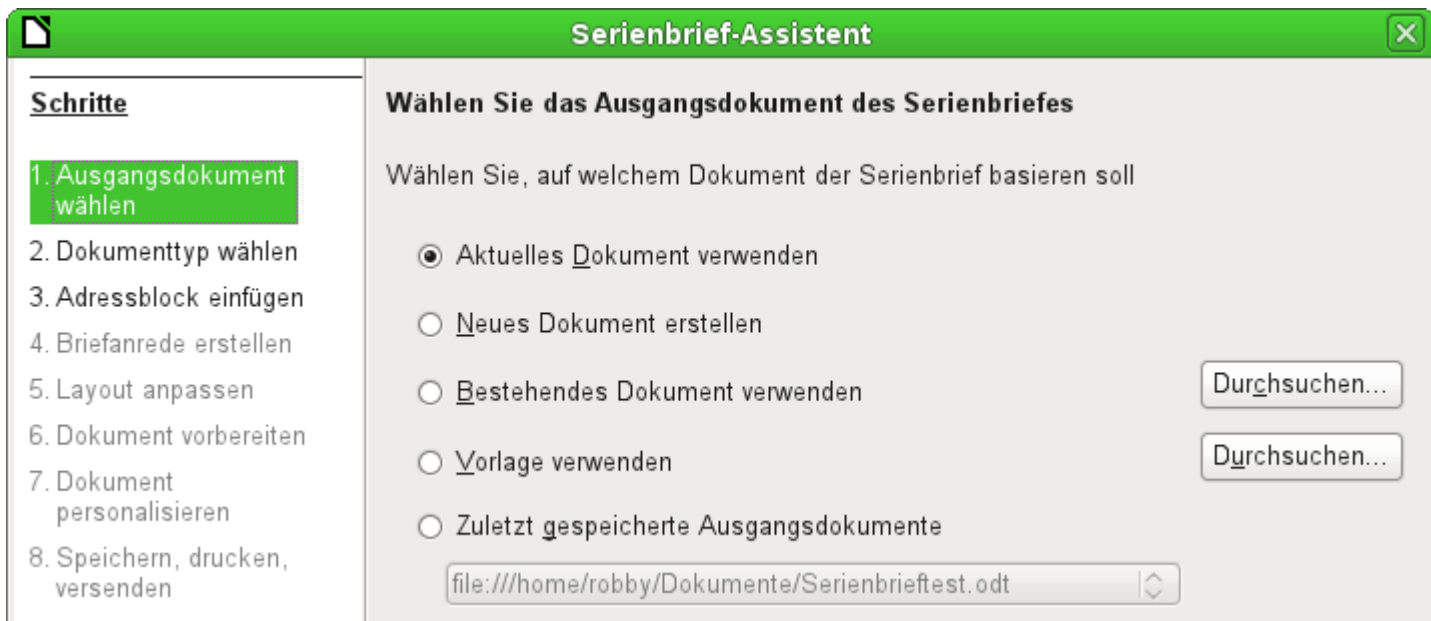 Serienbrief-Assistent
Schritte
1. Ausgangsdokument
wählen
2. Dokumenttyp wählen
3. Adressblock einfügen
4. Briefanrede erstellen
5. Layout anpassen
6. Dokument vorbereiten
7. Dokument
personalisieren
8. Speichern, drucken,
versenden
Wählen Sie das Ausgangsdokument des Serienbriefes
Wählen Sie, auf welchem Dokument der Serienbrief basieren soll
Aktuelles Dokument verwenden
Neues Dokument erstellen
Bestehendes Dokument verwenden
Durchsuchen...
Vorlage verwenden
Durchsuchen...
Zuletzt gespeicherte Ausgangsdokumente
file:///home/robby/Dokumente/Serienbrieftest.odt